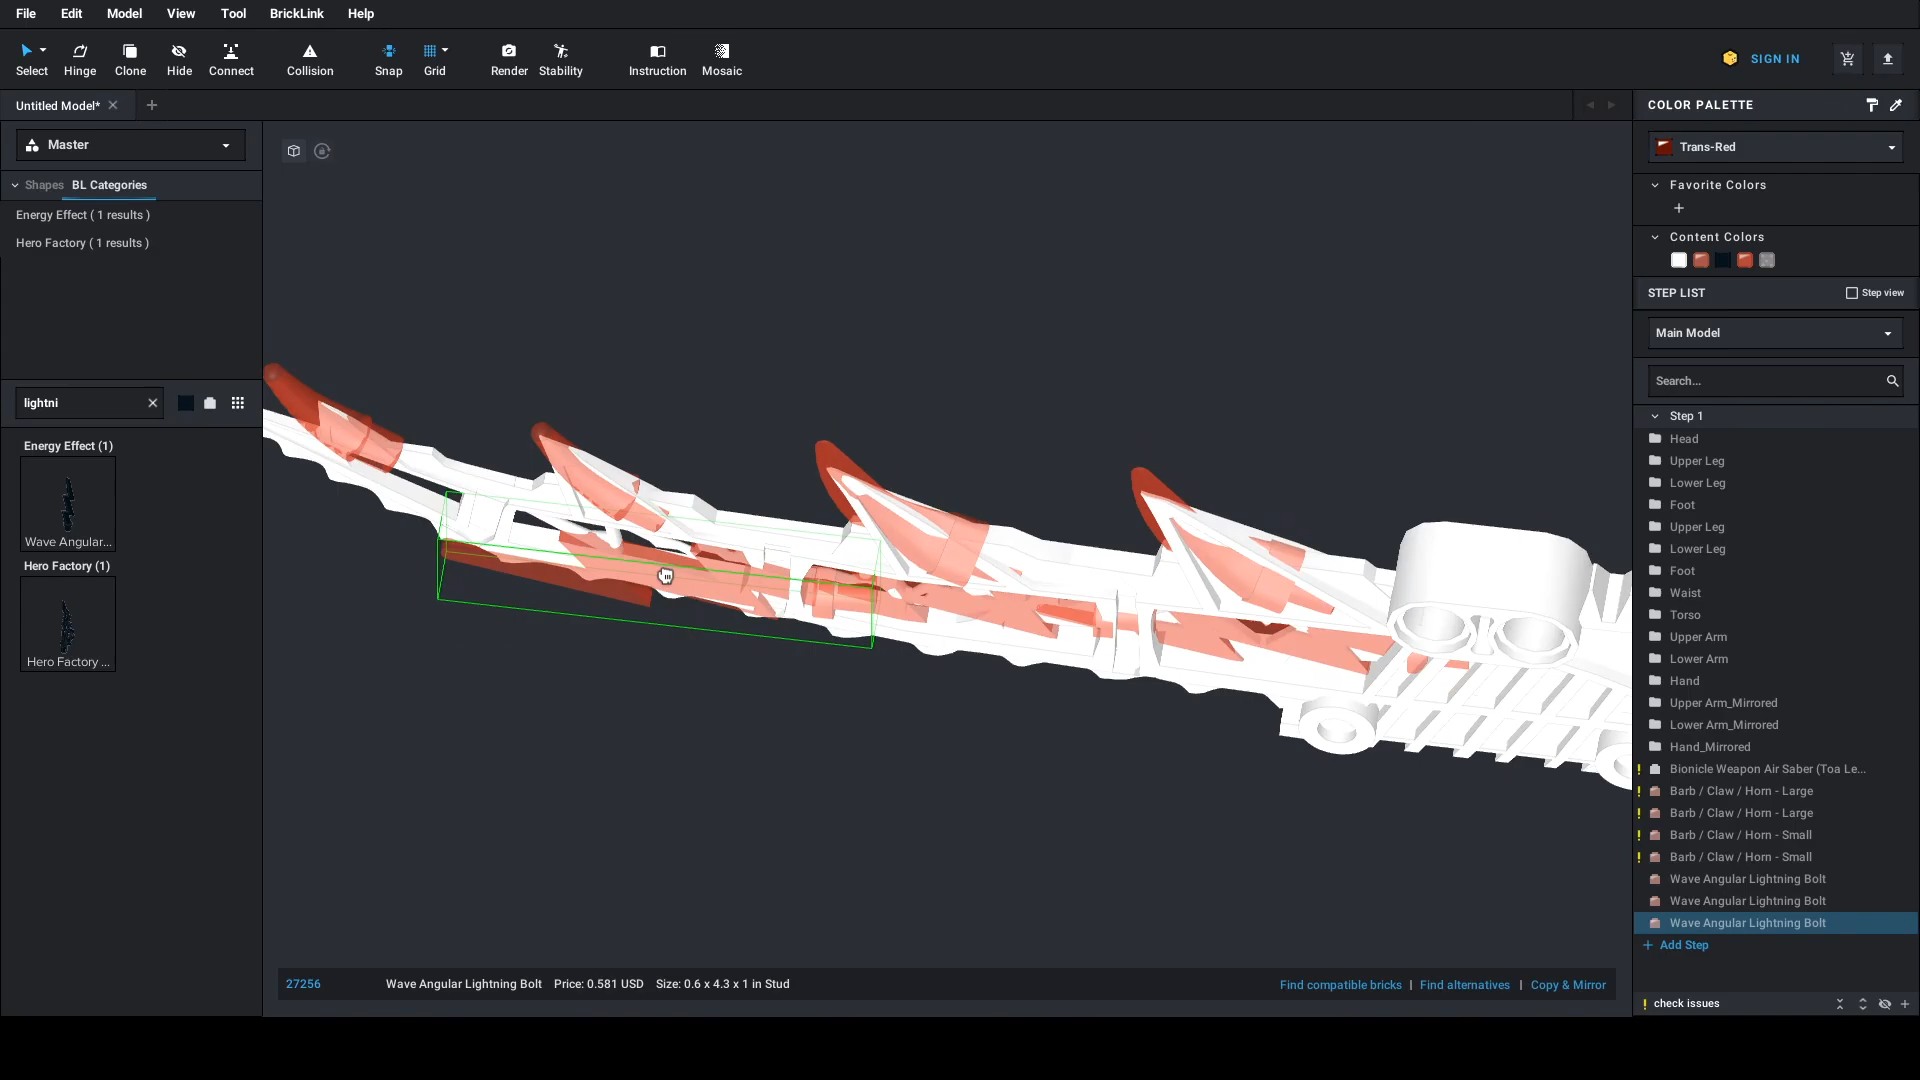 File Edit Model View Tool BrickLink Help
Select Hinge Clone Hide Connect Collision Snap Grid Render Stability Instruction Mosaic
SIGN IN
Untitled Model*
Master
Shapes BL Categories
Energy Effect ( 1 results )
Hero Factory ( 1 results )
lightni
Energy Effect (1)
Wave Angular...
Hero Factory (1)
Hero Factory ...
27256 Wave Angular Lightning Bolt Price: 0.581 USD Size: 0.6 x 4.3 x 1 in Stud
Find compatible bricks | Find alternatives | Copy & Mirror
COLOR PALETTE
Trans-Red
Favorite Colors
Content Colors
STEP LIST Step view
Main Model
Search...
Step 1
Head
Upper Leg
Lower Leg
Foot
Upper Leg
Lower Leg
Foot
Waist
Torso
Upper Arm
Lower Arm
Hand
Upper Arm_Mirrored
Lower Arm_Mirrored
Hand_Mirrored
! Bionicle Weapon Air Saber (Toa Le...
! Barb / Claw / Horn - Large
! Barb / Claw / Horn - Large
! Barb / Claw / Horn - Small
! Barb / Claw / Horn - Small
Wave Angular Lightning Bolt
Wave Angular Lightning Bolt
Wave Angular Lightning Bolt
+ Add Step
! check issues